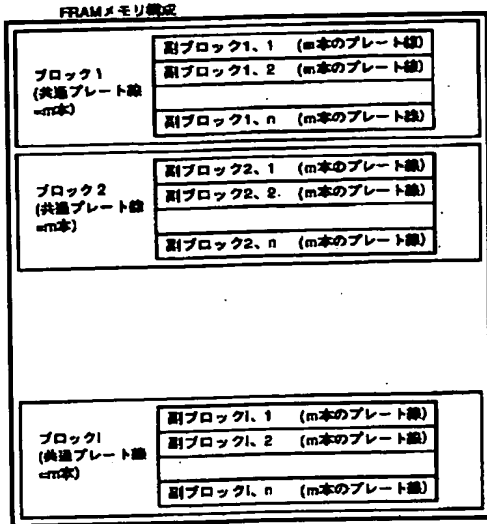 FRAMメモリ構成
ブロック1
(共通プレート線
=m本)
副ブロック1、1 (m本のプレート線)
副ブロック1、2 (m本のプレート線)
副ブロック1、n (m本のプレート線)
ブロック2
(共通プレート線
=m本)
副ブロック2、1 (m本のプレート線)
副ブロック2、2 (m本のプレート線)
副ブロック2、n (m本のプレート線)
ブロックl
(共通プレート線
=m本)
副ブロックl、1 (m本のプレート線)
副ブロックl、2 (m本のプレート線)
副ブロックl、n (m本のプレート線)